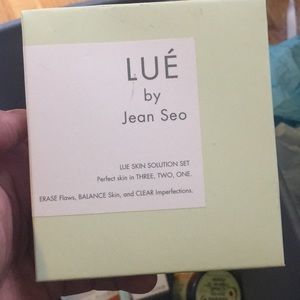 LUÉ
by
Jean Seo
LUE SKIN SOLUTION SET
Perfect skin in THREE, TWO, ONE.
ERASE Flaws, BALANCE Skin, and CLEAR Imperfections.